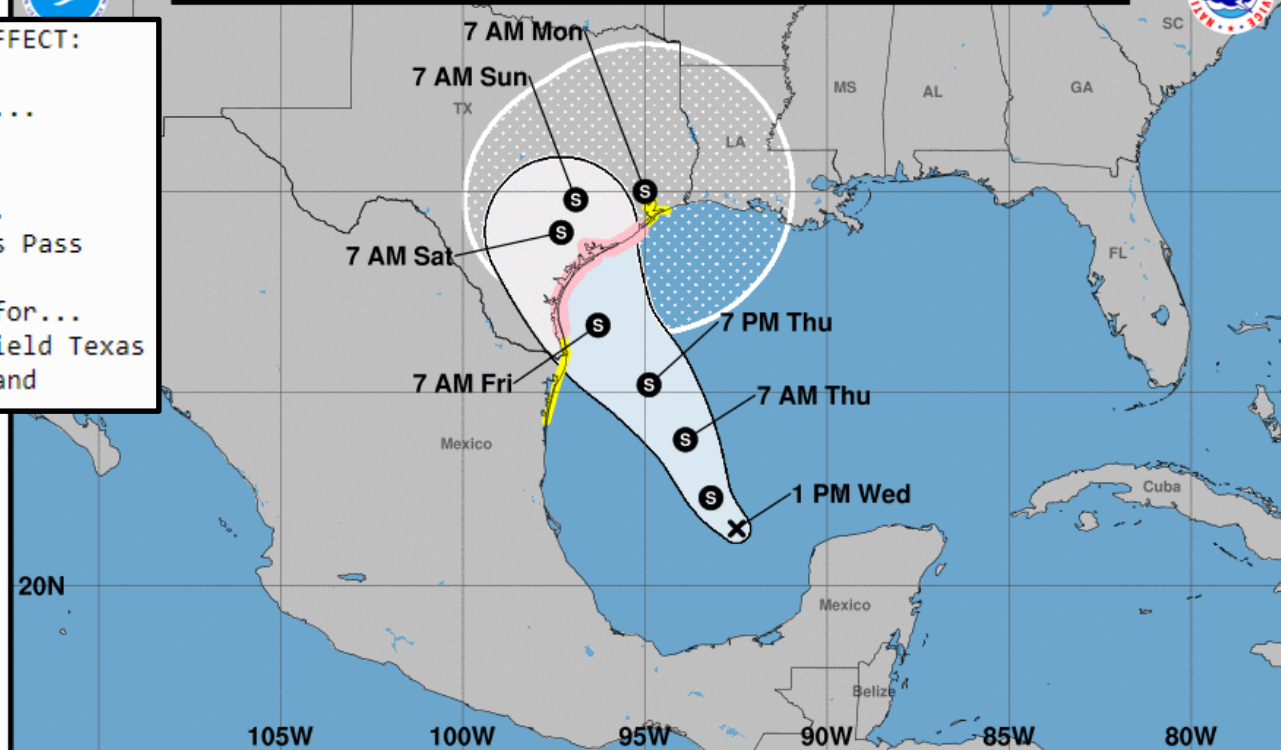 FFECT:
...
.
s Pass
for...
ield Texas
and
7 AM Mon
7 AM Sun
7 AM Sat
7 AM Fri
7 PM Thu
7 AM Thu
1 PM Wed
S
S
S
S
S
S
S
TX
LA
MS
AL
GA
SC
FL
Mexico
Cuba
Mexico
Belize
20N
105W
100W
95W
90W
85W
80W
VICE NATI